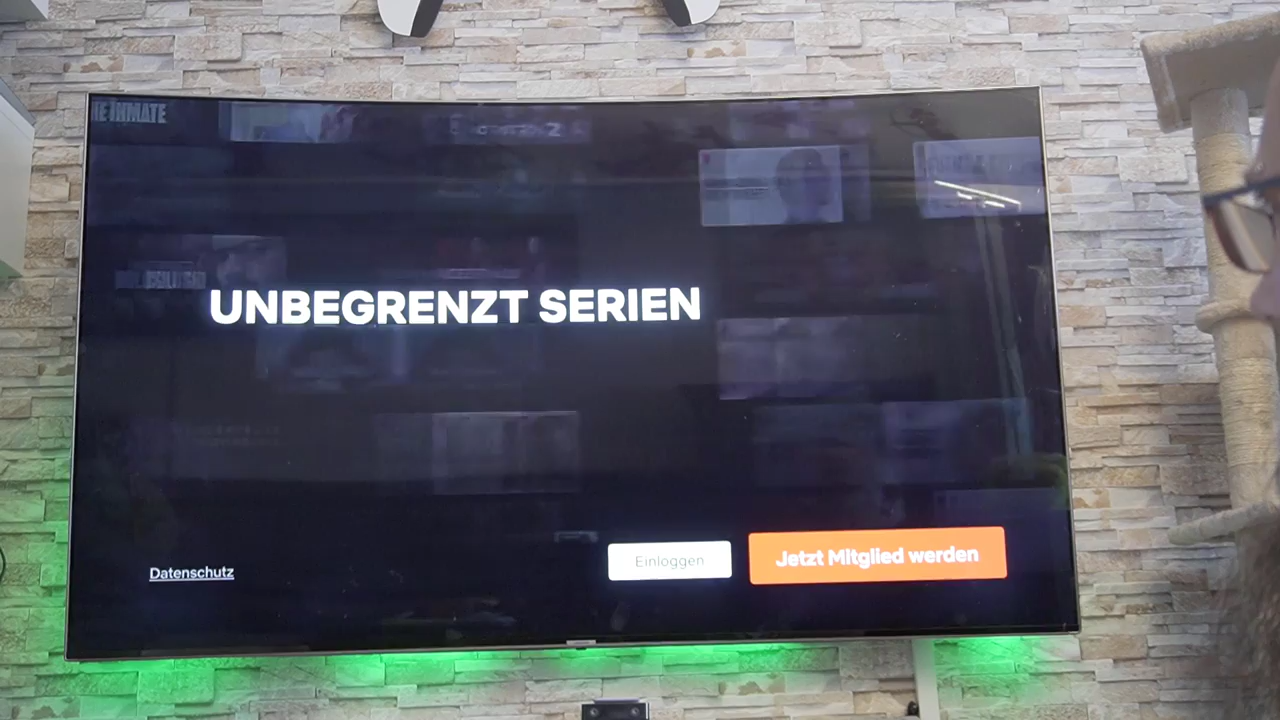 THE INMATE
UNBEGRENZT SERIEN
Datenschutz
Einloggen
Jetzt Mitglied werden